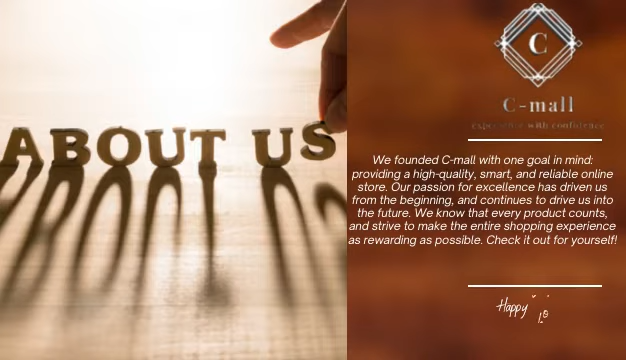 ABOUT US
C
C-mall
experience with confidence
We founded C-mall with one goal in mind:
providing a high-quality, smart, and reliable online
store. Our passion for excellence has driven us
from the beginning, and continues to drive us into
the future. We know that every product counts,
and strive to make the entire shopping experience
as rewarding as possible. Check it out for yourself!
Happy